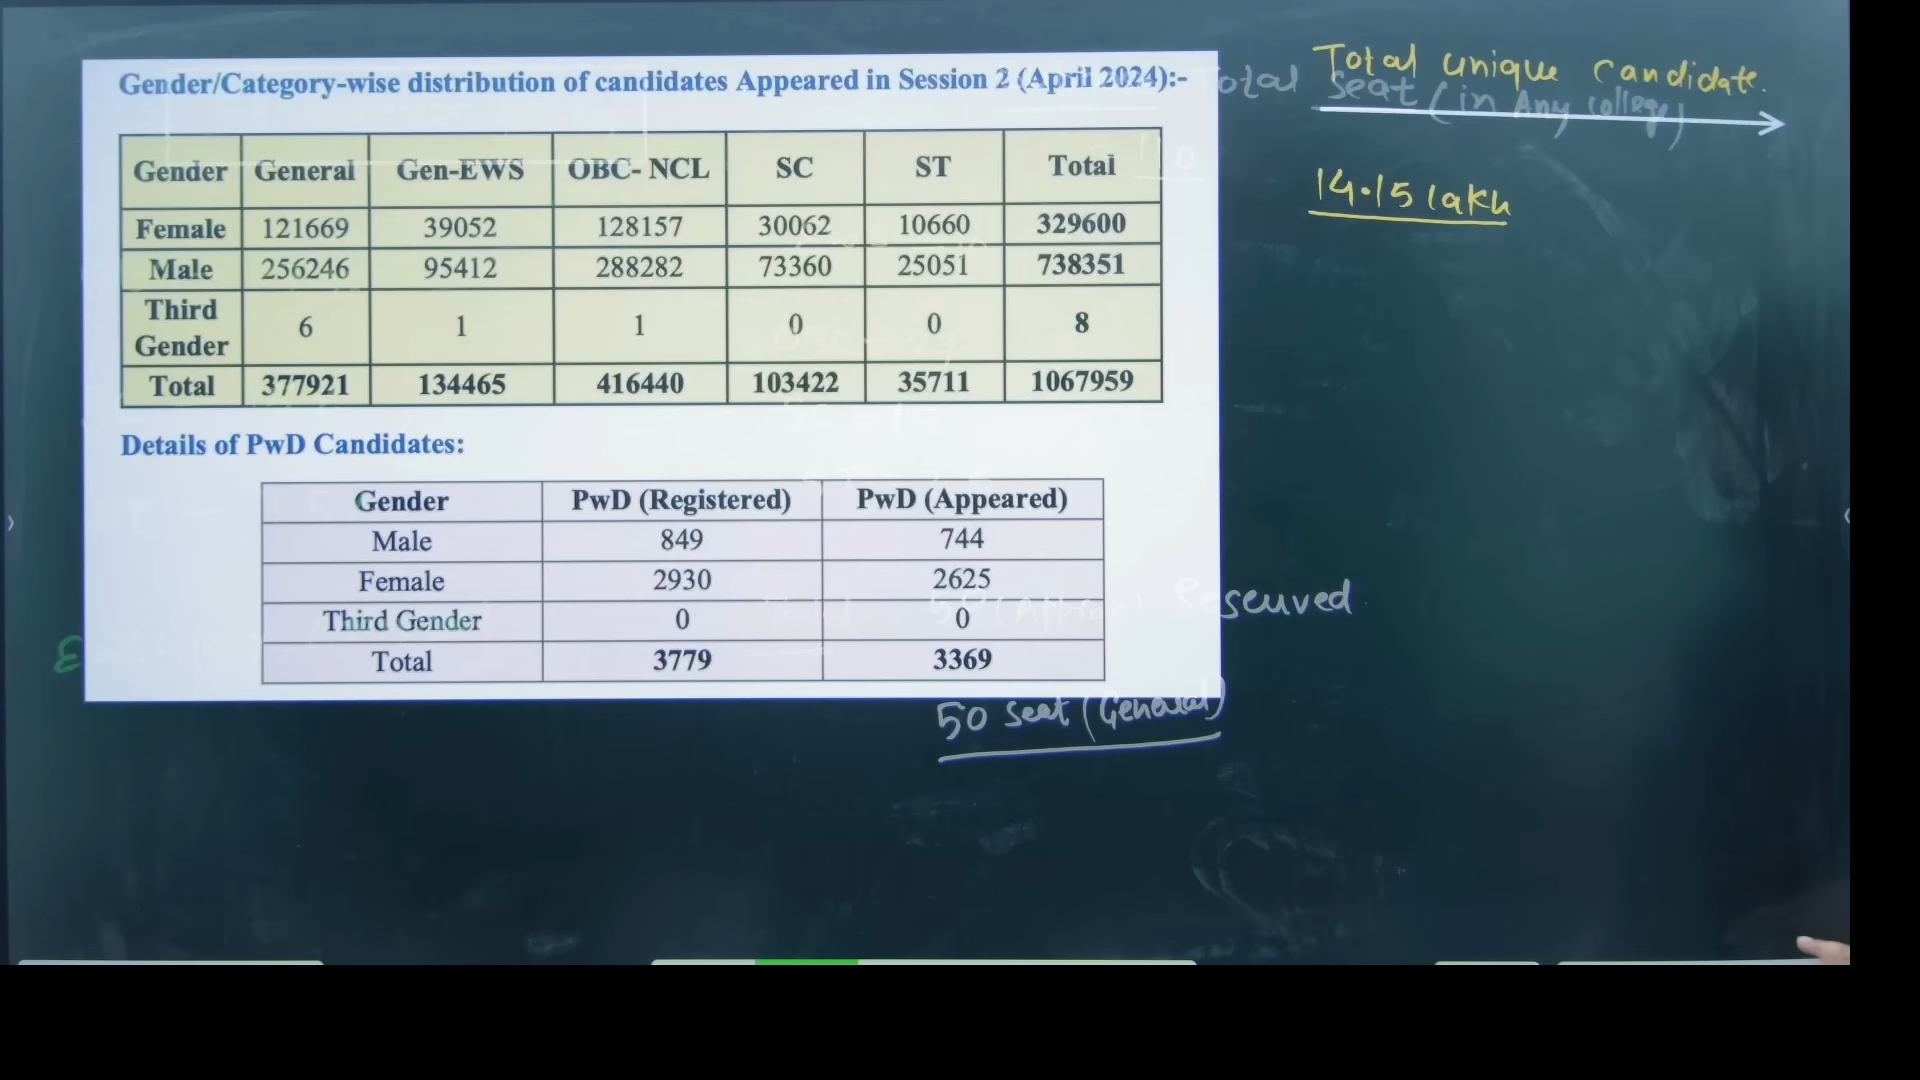 Gender/Category-wise distribution of candidates Appeared in Session 2 (April 2024):-
Gender General Gen-EWS OBC- NCL SC ST Total
Female 121669 39052 128157 30062 10660 329600
Male 256246 95412 288282 73360 25051 738351
Third Gender 6 1 1 0 0 8
Total 377921 134465 416440 103422 35711 1067959
Details of PwD Candidates:
Gender PwD (Registered) PwD (Appeared)
Male 849 744
Female 2930 2625
Third Gender 0 0
Total 3779 3369
Total unique Candidate.
Total Seat (in Any college)
14.15 lakh
Reserved
50 Seat (General)